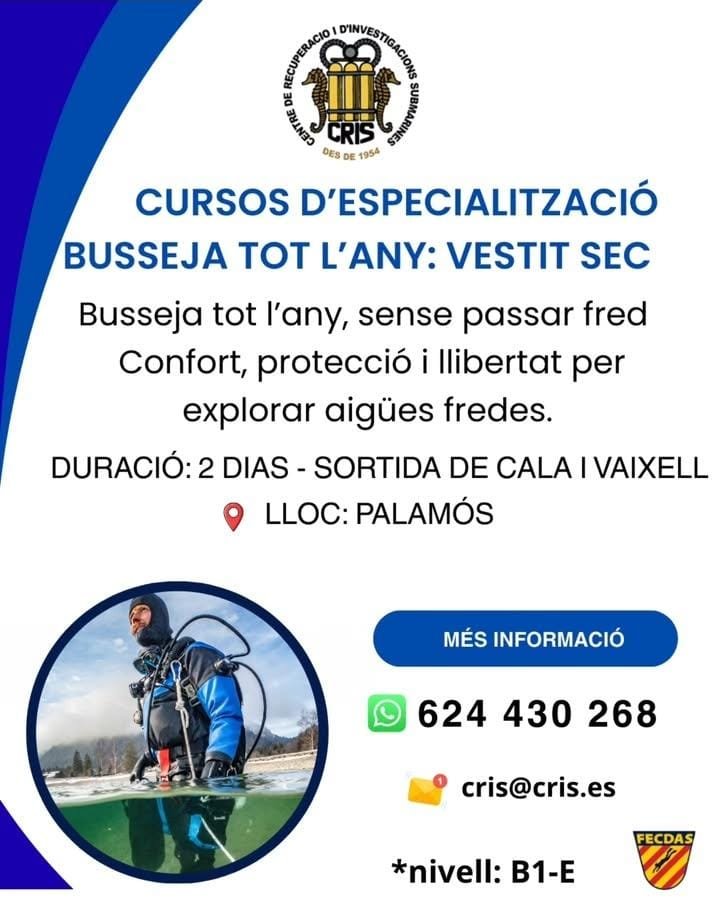 CENTRE DE RECUPERACIO I D'INVESTIGACIONS SUBMARINES
CRIS
DES DE 1954
CURSOS D'ESPECIALITZACIÓ
BUSSEJA TOT L'ANY: VESTIT SEC
Busseja tot l'any, sense passar fred
Confort, protecció i llibertat per
explorar aigües fredes.
DURACIÓ: 2 DIAS - SORTIDA DE CALA I VAIXELL
LLOC: PALAMÓS
MÉS INFORMACIÓ
624 430 268
1
cris@cris.es
*nivell: B1-E
FECDAS